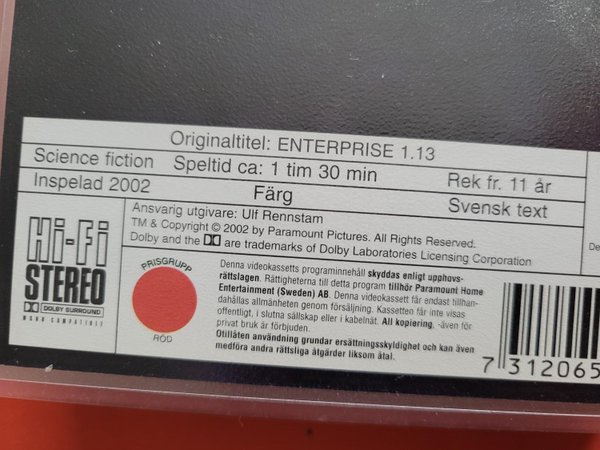 Originaltitel: ENTERPRISE 1.13
Science fiction Speltid ca: 1 tim 30 min Rek fr. 11 år
Inspelad 2002 Färg Svensk text
Ansvarig utgivare: Ulf Rennstam
TM & Copyright © 2002 by Paramount Pictures. All Rights Reserved.
Dolby and the DD are trademarks of Dolby Laboratories Licensing Corporation
Hi-Fi
STEREO
DOLBY SURROUND
MONO COMPATIBLE
PRISGRUPP
RÖD
Denna videokassetts programinnehåll skyddas enligt upphovs-
rättslagen. Rättigheterna till detta program tillhör Paramount Home
Entertainment (Sweden) AB. Denna videokassett får endast tillhan-
dahållas allmänheten genom försäljning. Kassetten får inte visas
offentligt, i slutna sällskap eller i kabelnät. All kopiering, -även för
privat bruk är förbjuden.
Otillåten användning grundar ersättningsskyldighet och kan även
medföra andra rättsliga åtgärder liksom åtal.
7 312065
De